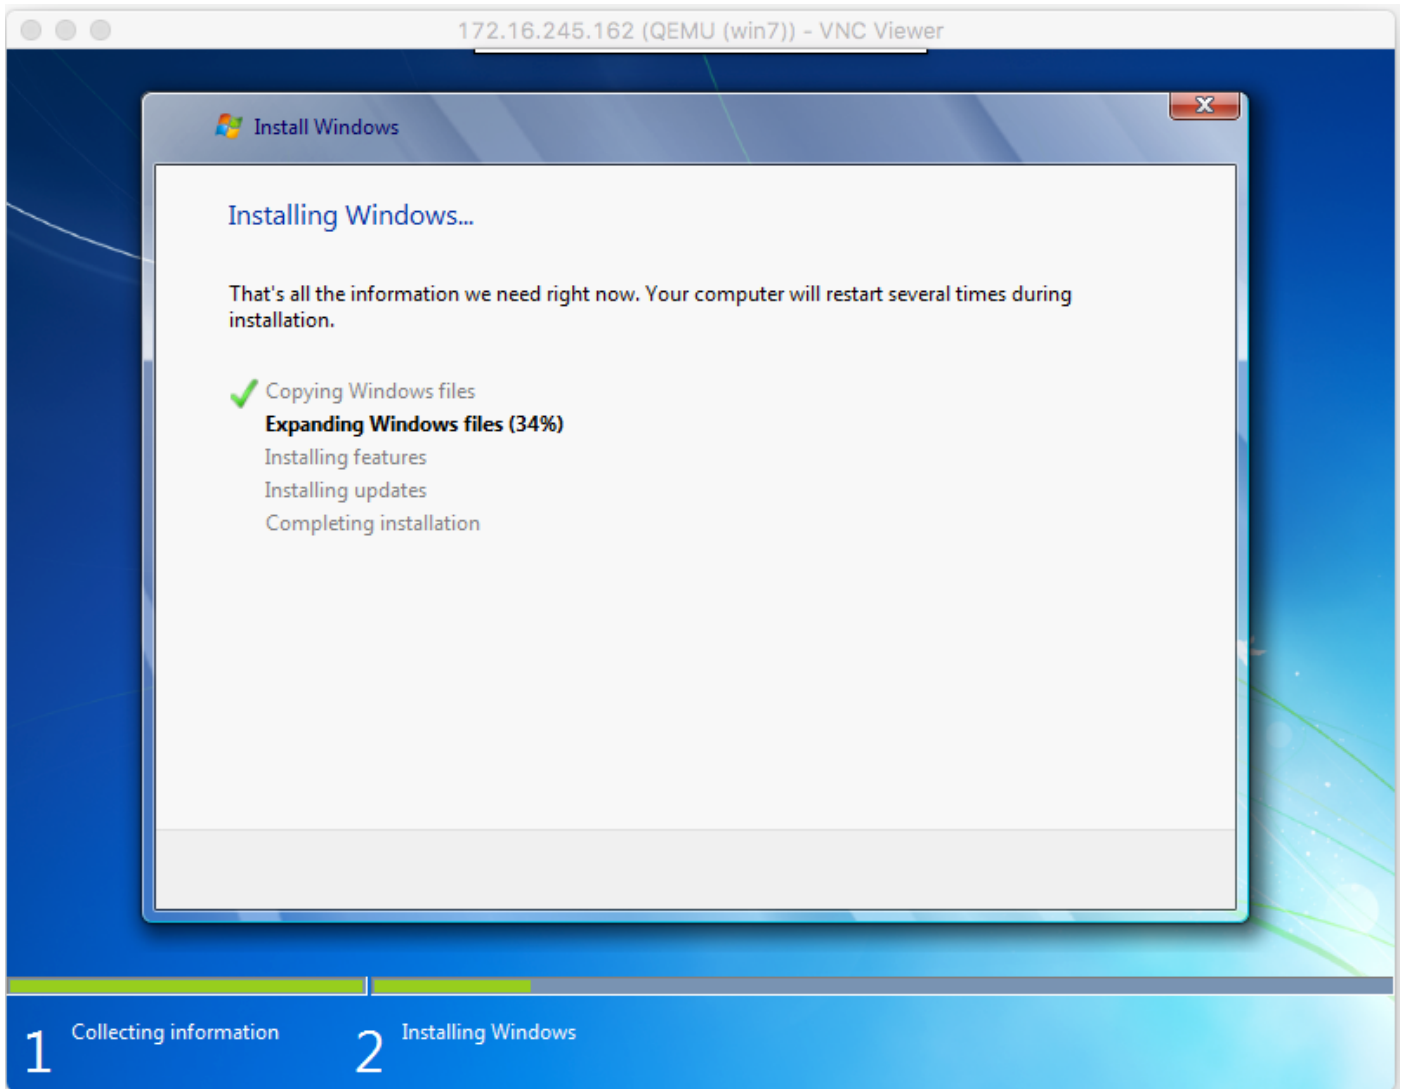 172.16.245.162 (QEMU (win7)) - VNC Viewer
Install Windows
X
Installing Windows...
That's all the information we need right now. Your computer will restart several times during
installation.
Copying Windows files
Expanding Windows files (34%)
Installing features
Installing updates
Completing installation
1 Collecting information 2 Installing Windows